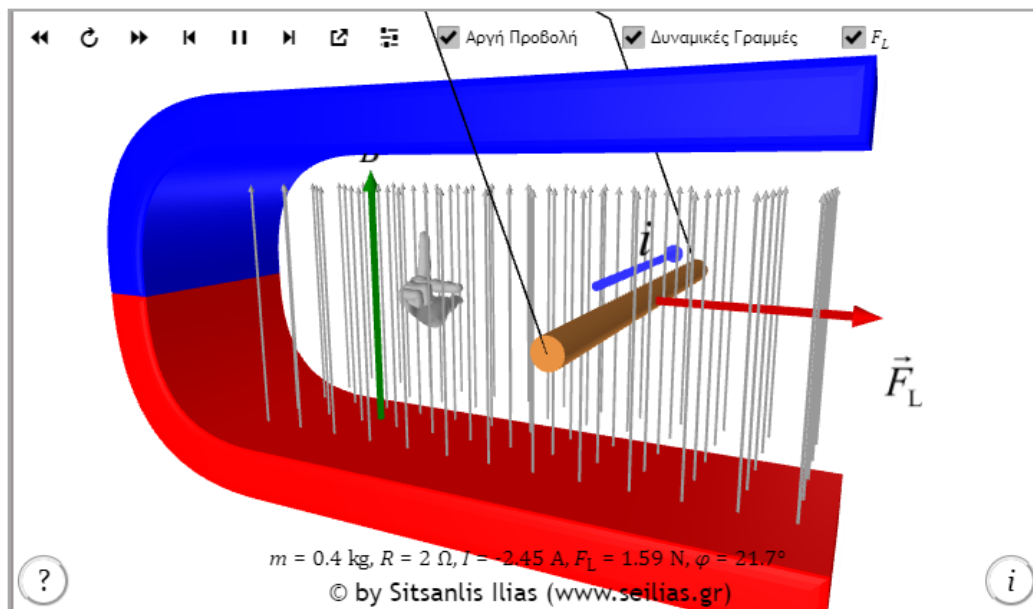 Αργή Προβολή
Δυναμικές Γραμμές
F_L
B
i
F⃗_L
m = 0.4 kg, R = 2 Ω, I = -2.45 A, F_L = 1.59 N, φ = 21.7°
© by Sitsanlis Ilias (www.seilias.gr)
?
i